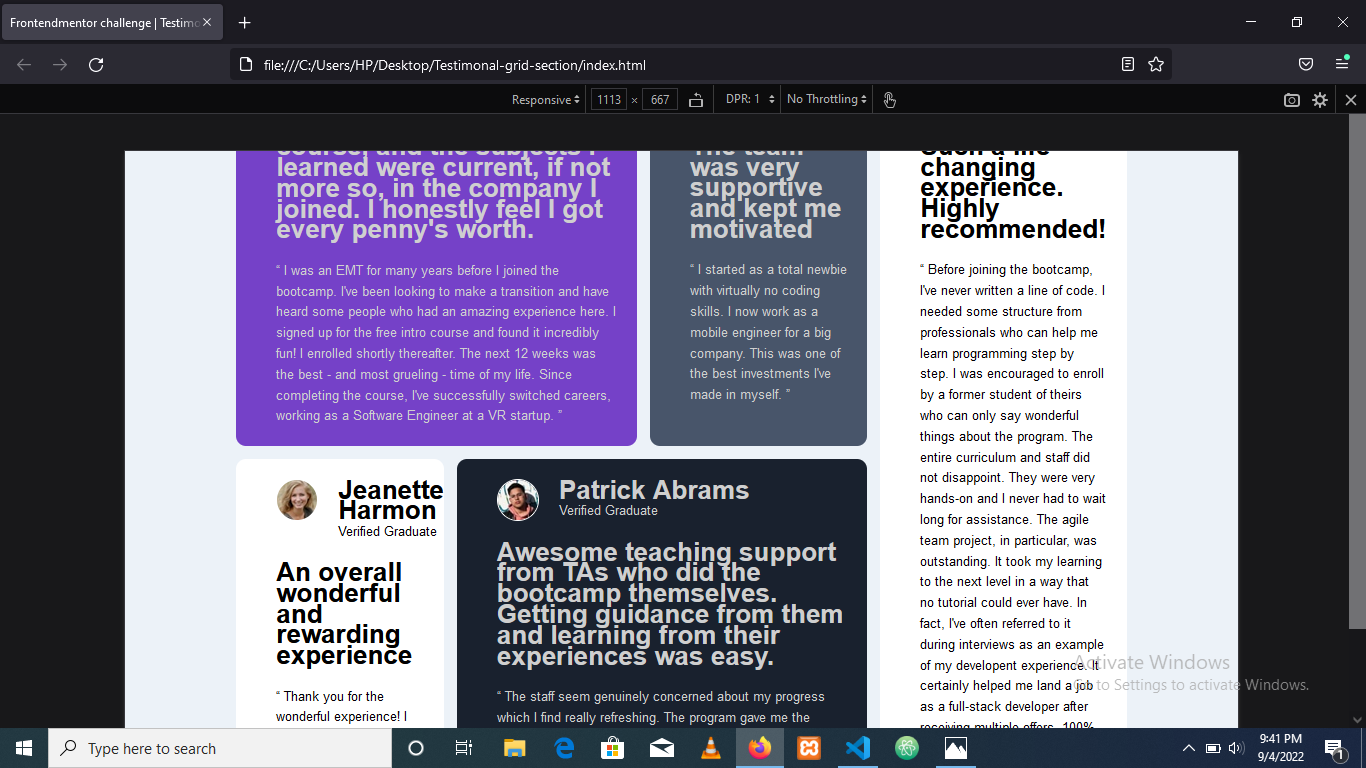 Frontendmentor challenge | Testimo
file:///C:/Users/HP/Desktop/Testimonal-grid-section/index.html
Responsive 1113 × 667 DPR: 1 No Throttling
course, and the subjects I
learned were current, if not
more so, in the company I
joined. I honestly feel I got
every penny's worth.
“ I was an EMT for many years before I joined the
bootcamp. I've been looking to make a transition and have
heard some people who had an amazing experience here. I
signed up for the free intro course and found it incredibly
fun! I enrolled shortly thereafter. The next 12 weeks was
the best - and most grueling - time of my life. Since
completing the course, I've successfully switched careers,
working as a Software Engineer at a VR startup. ”
The team
was very
supportive
and kept me
motivated
“ I started as a total newbie
with virtually no coding
skills. I now work as a
mobile engineer for a big
company. This was one of
the best investments I've
made in myself. ”
Such a life
changing
experience.
Highly
recommended!
“ Before joining the bootcamp,
I've never written a line of code. I
needed some structure from
professionals who can help me
learn programming step by
step. I was encouraged to enroll
by a former student of theirs
who can only say wonderful
things about the program. The
entire curriculum and staff did
not disappoint. They were very
hands-on and I never had to wait
long for assistance. The agile
team project, in particular, was
outstanding. It took my learning
to the next level in a way that
no tutorial could ever have. In
fact, I've often referred to it
during interviews as an example
of my developent experience. It
certainly helped me land a job
as a full-stack developer after
receiving multiple offers. 100%
Jeanette
Harmon
Verified Graduate
An overall
wonderful
and
rewarding
experience
“ Thank you for the
wonderful experience! I
Patrick Abrams
Verified Graduate
Awesome teaching support
from TAs who did the
bootcamp themselves.
Getting guidance from them
and learning from their
experiences was easy.
“ The staff seem genuinely concerned about my progress
which I find really refreshing. The program gave me the
Activate Windows
Go to Settings to activate Windows.
Type here to search
9:41 PM
9/4/2022
1